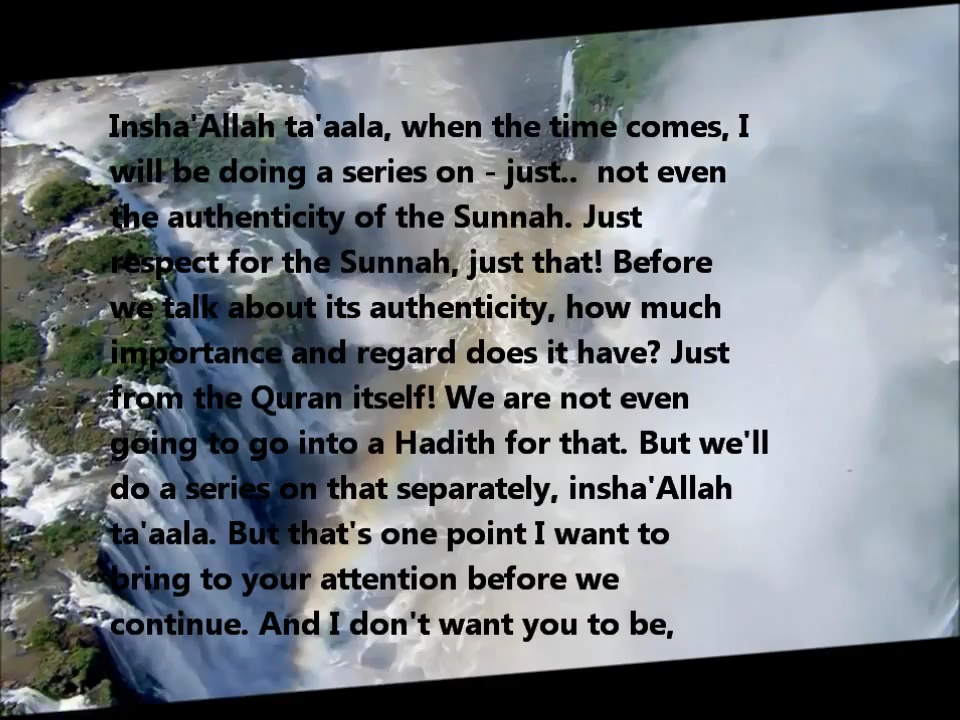 Insha'Allah ta'aala, when the time comes, I
will be doing a series on - just..  not even
the authenticity of the Sunnah. Just
respect for the Sunnah, just that! Before
we talk about its authenticity, how much
importance and regard does it have? Just
from the Quran itself! We are not even
going to go into a Hadith for that. But we'll
do a series on that separately, insha'Allah
ta'aala. But that's one point I want to
bring to your attention before we
continue. And I don't want you to be,